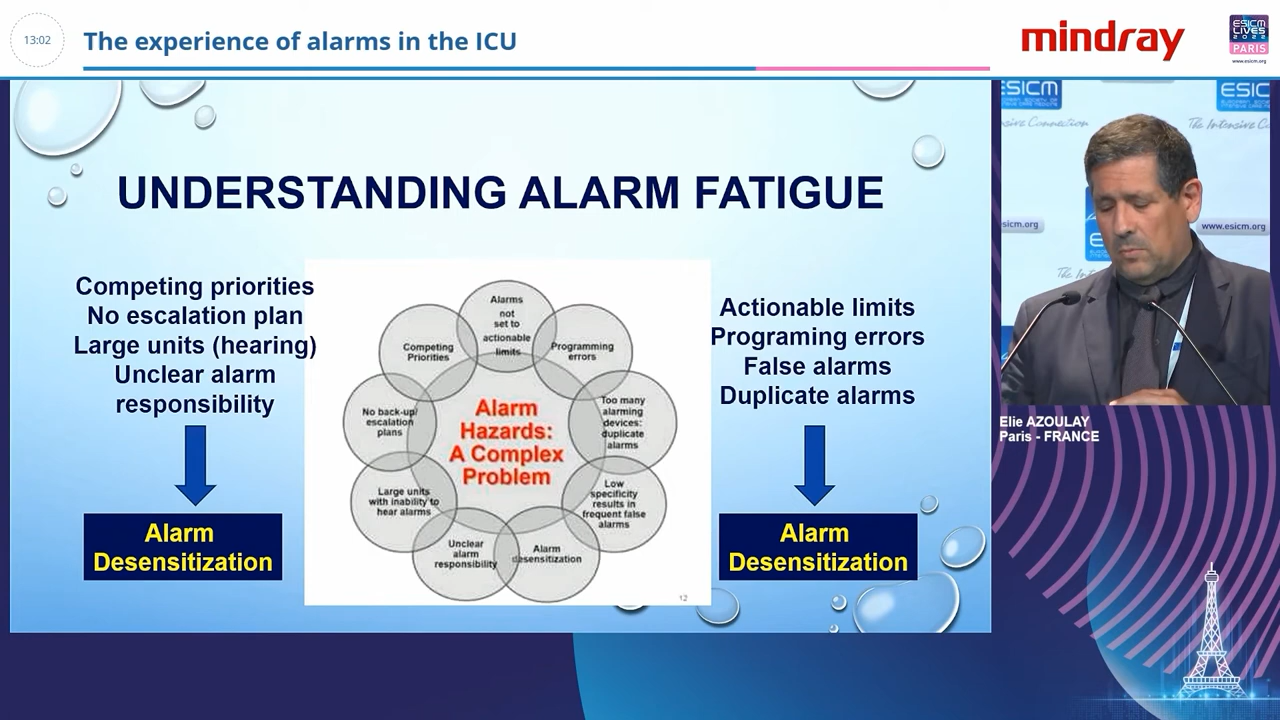 13:02
The experience of alarms in the ICU
mindray
ESICM
LIVES
2022
PARIS
www.esicm.org
UNDERSTANDING ALARM FATIGUE
Competing priorities
No escalation plan
Large units (hearing)
Unclear alarm
responsibility
Alarm
Desensitization
Alarms
not
set to
actionable
limits
Competing
Priorities
Programming
errors
No back-up/
escalation
plans
Too many
alarming
devices:
duplicate
alarms
Alarm
Hazards:
A Complex
Problem
Large units
with inability to
hear alarms
Low
specificity
results in
frequent false
alarms
Unclear
alarm
responsibility
Alarm
desensitization
12
Actionable limits
Programing errors
False alarms
Duplicate alarms
Alarm
Desensitization
ESICM
ESIC
The Intensive C
www.esicm.org
Elie AZOULAY
Paris - FRANCE